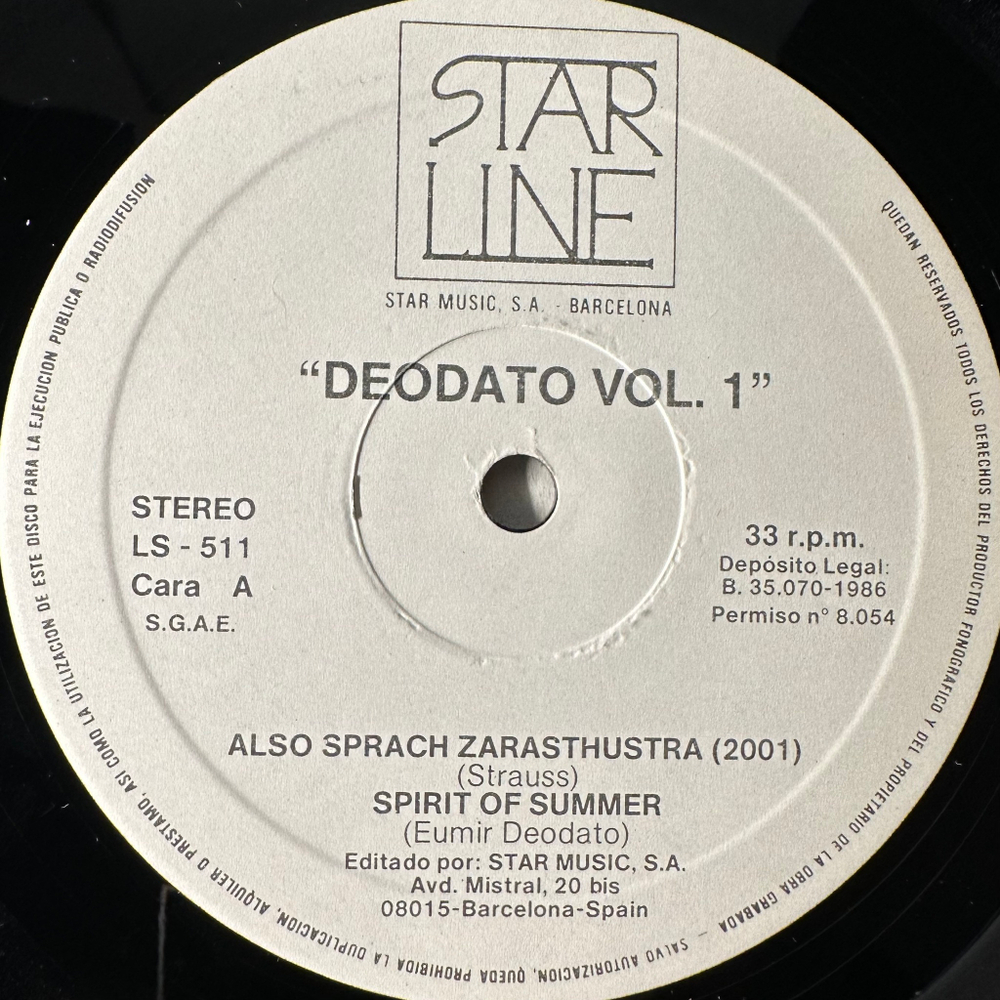 STAR
LINE
STAR MUSIC, S.A. - BARCELONA
“DEODATO VOL. 1”
STEREO
LS - 511
Cara A
S.G.A.E.
33 r.p.m.
Depósito Legal:
B. 35.070-1986
Permiso n° 8.054
ALSO SPRACH ZARASTHUSTRA (2001)
(Strauss)
SPIRIT OF SUMMER
(Eumir Deodato)
Editado por: STAR MUSIC, S.A.
Avd. Mistral, 20 bis
08015-Barcelona-Spain
QUEDAN RESERVADOS TODOS LOS DERECHOS DEL PRODUCTOR FONOGRAFICO Y DEL PROPIETARIO DE LA OBRA GRABADA — SALVO AUTORIZACION, QUEDA PROHIBIDA LA DUPLICACION, ALQUILER O PRESTAMO, ASI COMO LA UTILIZACION DE ESTE DISCO PARA LA EJECUCION PUBLICA O RADIODIFUSION